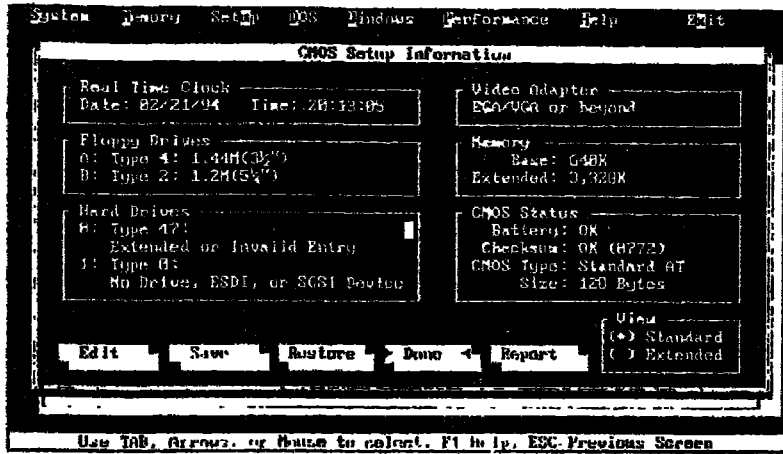 System Memory Setup DOS Windows Performance Help Exit
CMOS Setup Information
Real Time Clock
Date: 02/21/94 Time: 20:33:05
Floppy Drives
A: Type 4: 1.44M(3½")
B: Type 2: 1.2M(5¼")
Hard Drives
0: Type 47:
Extended or Invalid Entry
1: Type 0:
No Drive, ESDI, or SCSI Device
Video Adapter
EGA/VGA or beyond
Memory
Base: 640K
Extended: 3,328K
CMOS Status
Battery: OK
Checksum: OK (0772)
CMOS Type: Standard AT
Size: 128 Bytes
View
(•) Standard
( ) Extended
Edit Save Restore Done Report
Use TAB, Arrows, or Mouse to select. F1 help, ESC-Previous Screen